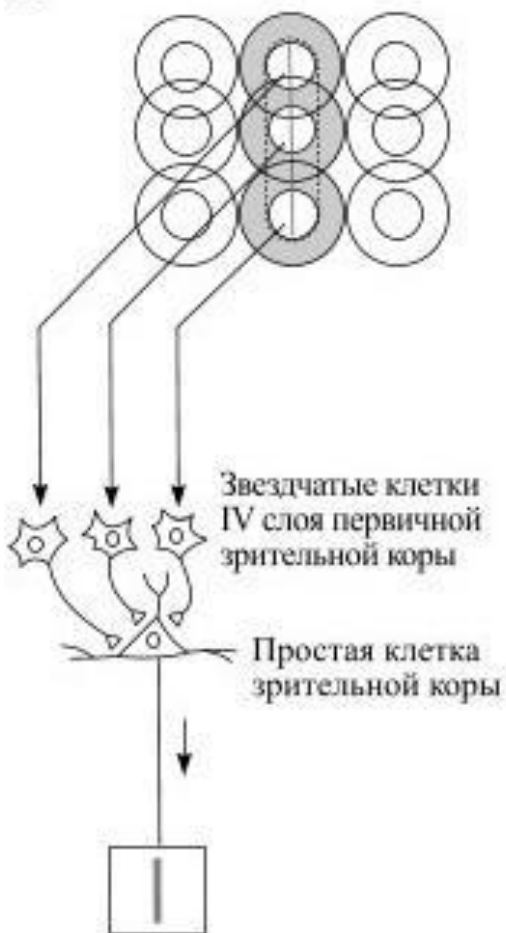 Звездчатые клетки
IV слоя первичной
зрительной коры
Простая клетка
зрительной коры